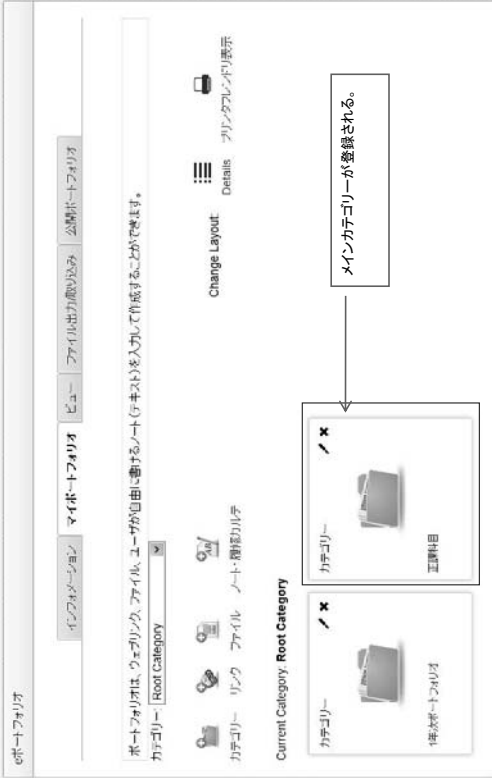 eポートフォリオ
インフォメーション マイポートフォリオ ビュー ファイル出力/取り込み 公開ポートフォリオ
ポートフォリオは、ウェブリンク、ファイル、ユーザが自由に書けるノート(テキスト)を入力して作成することができます。
カテゴリー: Root Category
カテゴリー リンク ファイル ノート・履修カルテ
Change Layout:
Details プリンタフレンドリ表示
Current Category: Root Category
カテゴリー
1年次ポートフォリオ
カテゴリー
正課科目
メインカテゴリーが登録される。